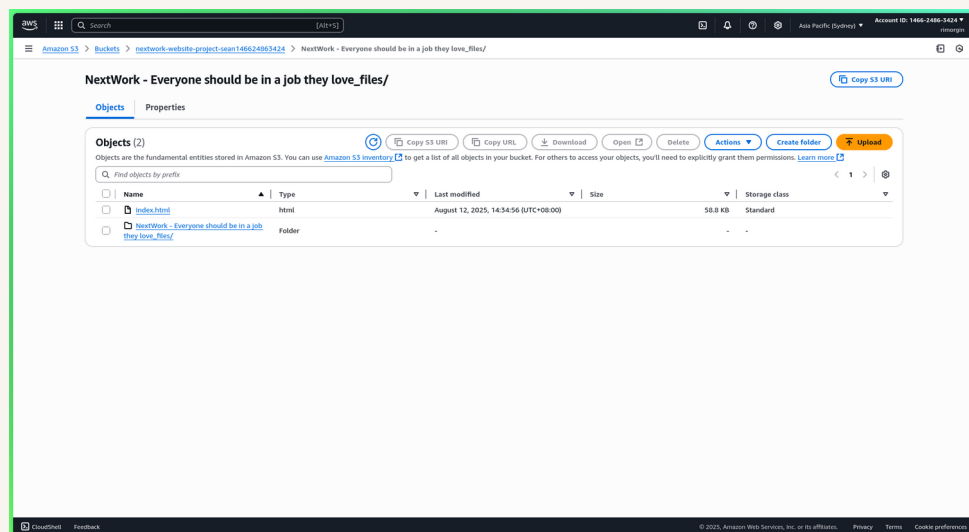 aws
Search [Alt+S]
Asia Pacific (Sydney)
Account ID: 1466-2486-3424
rimorgin
Amazon S3 > Buckets > nextwork-website-project-sean146624863424 > NextWork - Everyone should be in a job they love_files/
NextWork - Everyone should be in a job they love_files/
Copy S3 URI
Objects Properties
Objects (2)
Copy S3 URI Copy URL Download Open Delete Actions Create folder Upload
Objects are the fundamental entities stored in Amazon S3. You can use Amazon S3 inventory to get a list of all objects in your bucket. For others to access your objects, you'll need to explicitly grant them permissions. Learn more
Find objects by prefix
1
Name Type Last modified Size Storage class
index.html html August 12, 2025, 14:34:56 (UTC+08:00) 58.8 KB Standard
NextWork - Everyone should be in a job
they love_files/
Folder - - -
CloudShell Feedback © 2025, Amazon Web Services, Inc. or its affiliates. Privacy Terms Cookie preferences